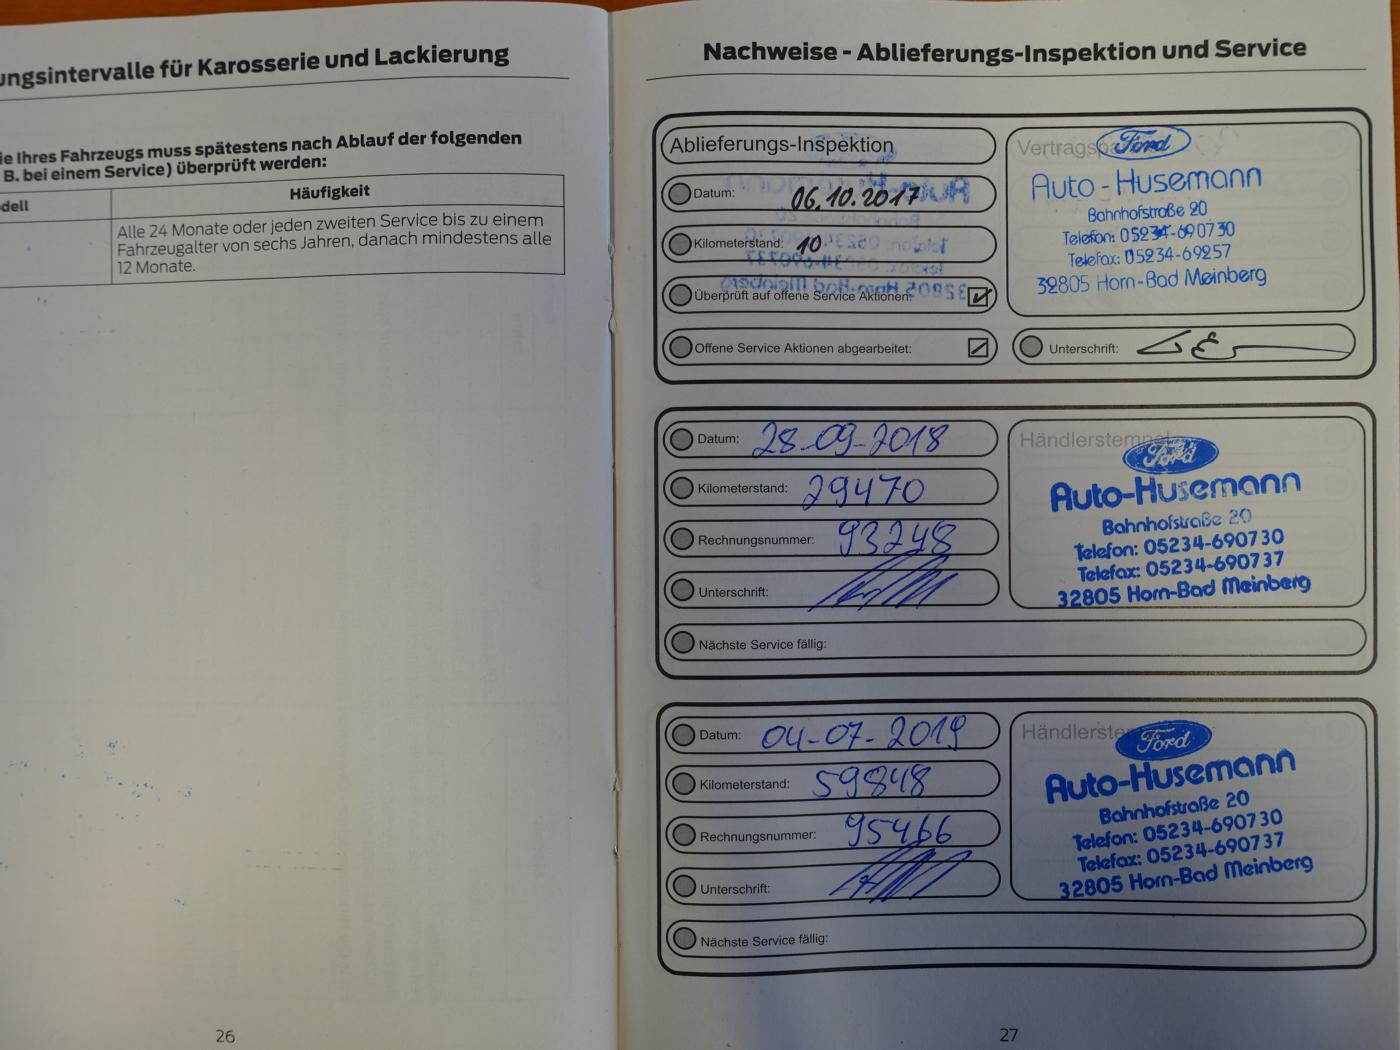 ungsintervalle für Karosserie und Lackierung
ie Ihres Fahrzeugs muss spätestens nach Ablauf der folgenden
B. bei einem Service) überprüft werden:
dell
Häufigkeit
Alle 24 Monate oder jeden zweiten Service bis zu einem
Fahrzeugalter von sechs Jahren, danach mindestens alle
12 Monate.
26
Nachweise - Ablieferungs-Inspektion und Service
Ablieferungs-Inspektion
Datum: 06.10.2017
Kilometerstand: 10
Überprüft auf offene Service Aktionen:
Offene Service Aktionen abgearbeitet:
Ford
Auto-Husemann
Bahnhofstraße 20
Telefon: 05234-690730
Telefax: 05234-69257
32805 Horn-Bad Meinberg
Unterschrift:
Datum: 28-09-2018
Kilometerstand: 29470
Rechnungsnummer: 93248
Unterschrift:
Nächste Service fällig:
Händlerstempel
Ford
Auto-Husemann
Bahnhofstraße 20
Telefon: 05234-690730
Telefax: 05234-690737
32805 Horn-Bad Meinberg
Datum: 04-07-2019
Kilometerstand: 59848
Rechnungsnummer: 95466
Unterschrift:
Nächste Service fällig:
Händlerste
Ford
Auto-Husemann
Bahnhofstraße 20
Telefon: 05234-690730
Telefax: 05234-690737
32805 Horn-Bad Meinberg
27